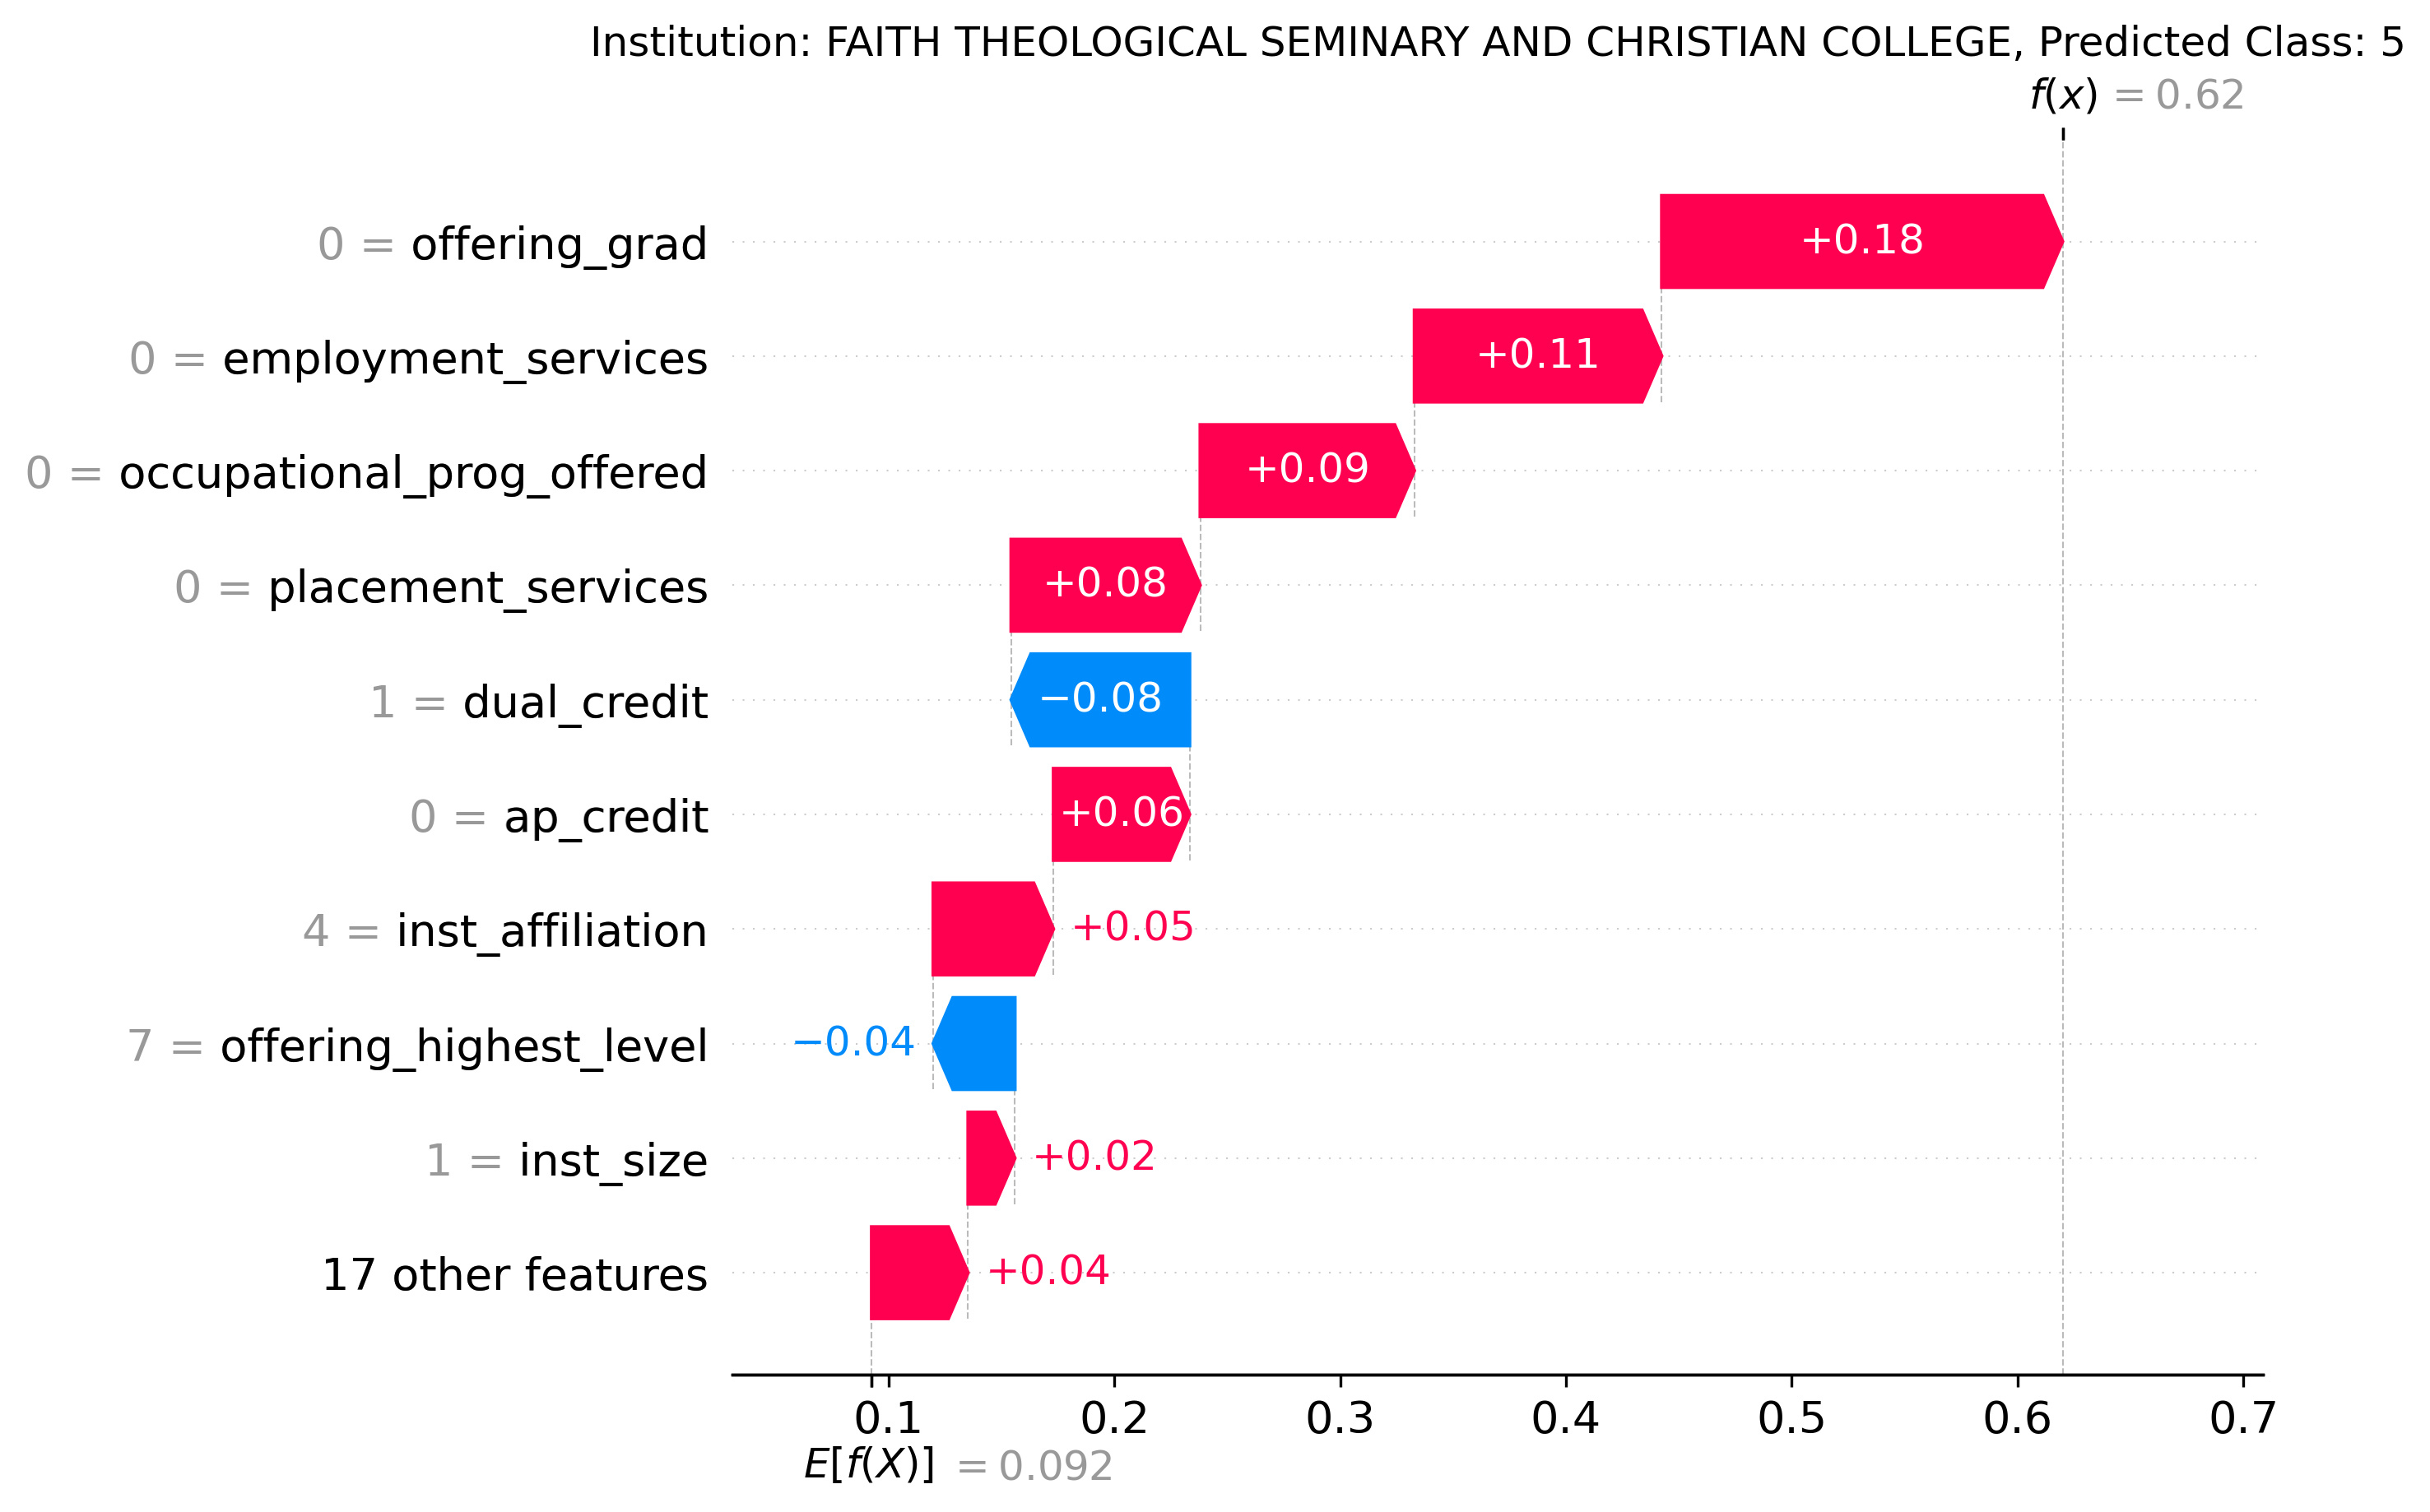 Institution: FAITH THEOLOGICAL SEMINARY AND CHRISTIAN COLLEGE, Predicted Class: 5
f(x) = 0.62
0 = offering_grad +0.18
0 = employment_services +0.11
0 = occupational_prog_offered +0.09
0 = placement_services +0.08
1 = dual_credit −0.08
0 = ap_credit +0.06
4 = inst_affiliation +0.05
7 = offering_highest_level −0.04
1 = inst_size +0.02
17 other features +0.04
0.1 0.2 0.3 0.4 0.5 0.6 0.7
E[f(X)] = 0.092